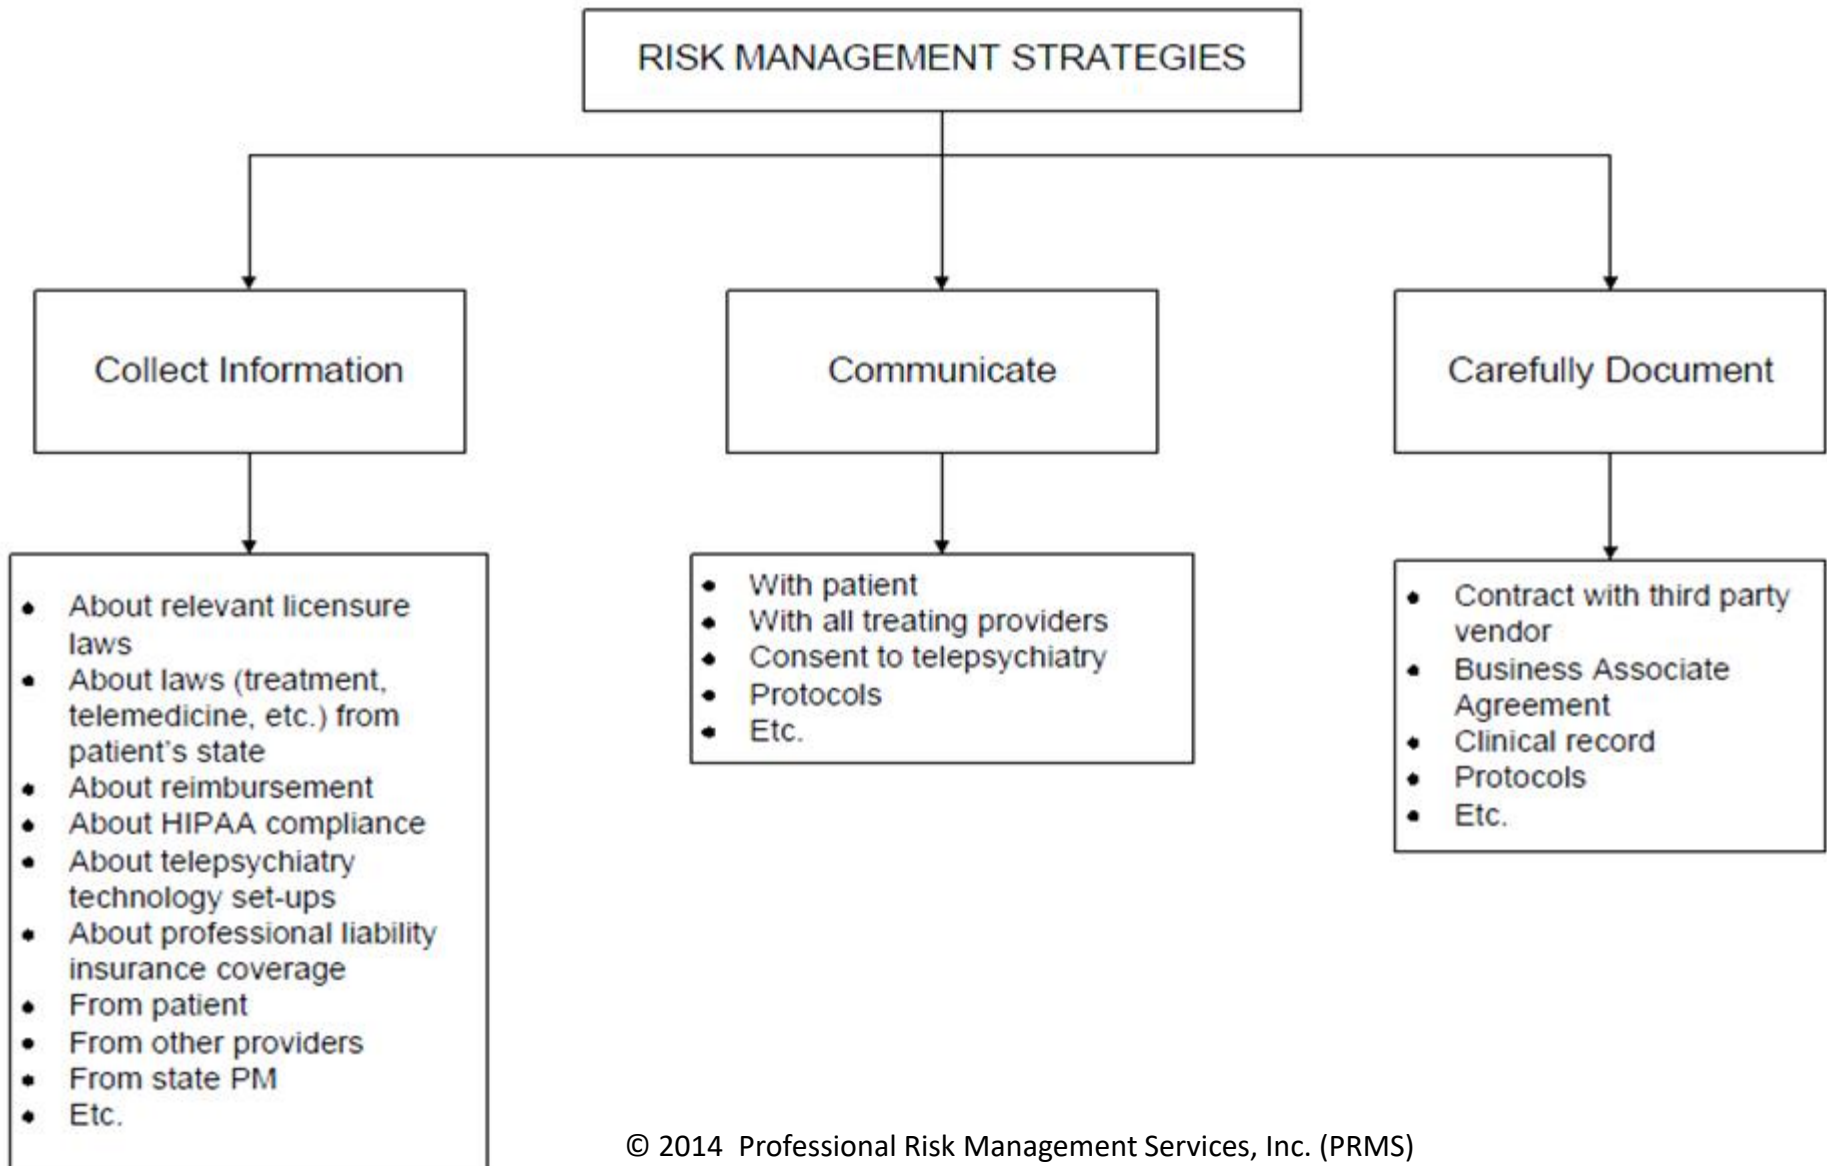 RISK MANAGEMENT STRATEGIES
Collect Information
Communicate
Carefully Document
• About relevant licensure
laws
• About laws (treatment,
telemedicine, etc.) from
patient's state
• About reimbursement
• About HIPAA compliance
• About telepsychiatry
technology set-ups
• About professional liability
insurance coverage
• From patient
• From other providers
• From state PM
• Etc.
• With patient
• With all treating providers
• Consent to telepsychiatry
• Protocols
• Etc.
• Contract with third party
vendor
• Business Associate
Agreement
• Clinical record
• Protocols
• Etc.
© 2014 Professional Risk Management Services, Inc. (PRMS)